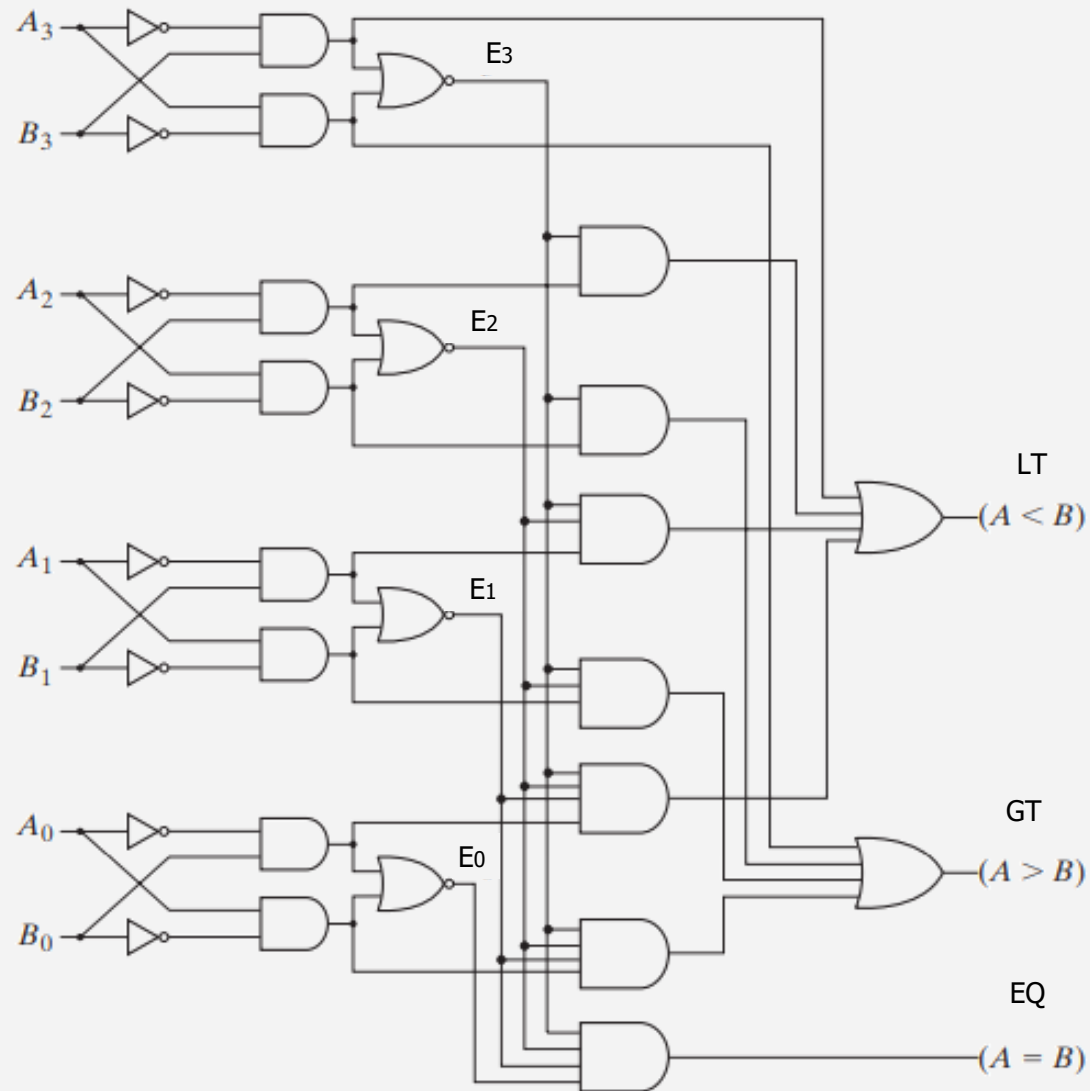 A3
E3
B3
A2
E2
B2
LT
(A < B)
A1
E1
B1
A0
GT
E0
(A > B)
B0
EQ
(A = B)